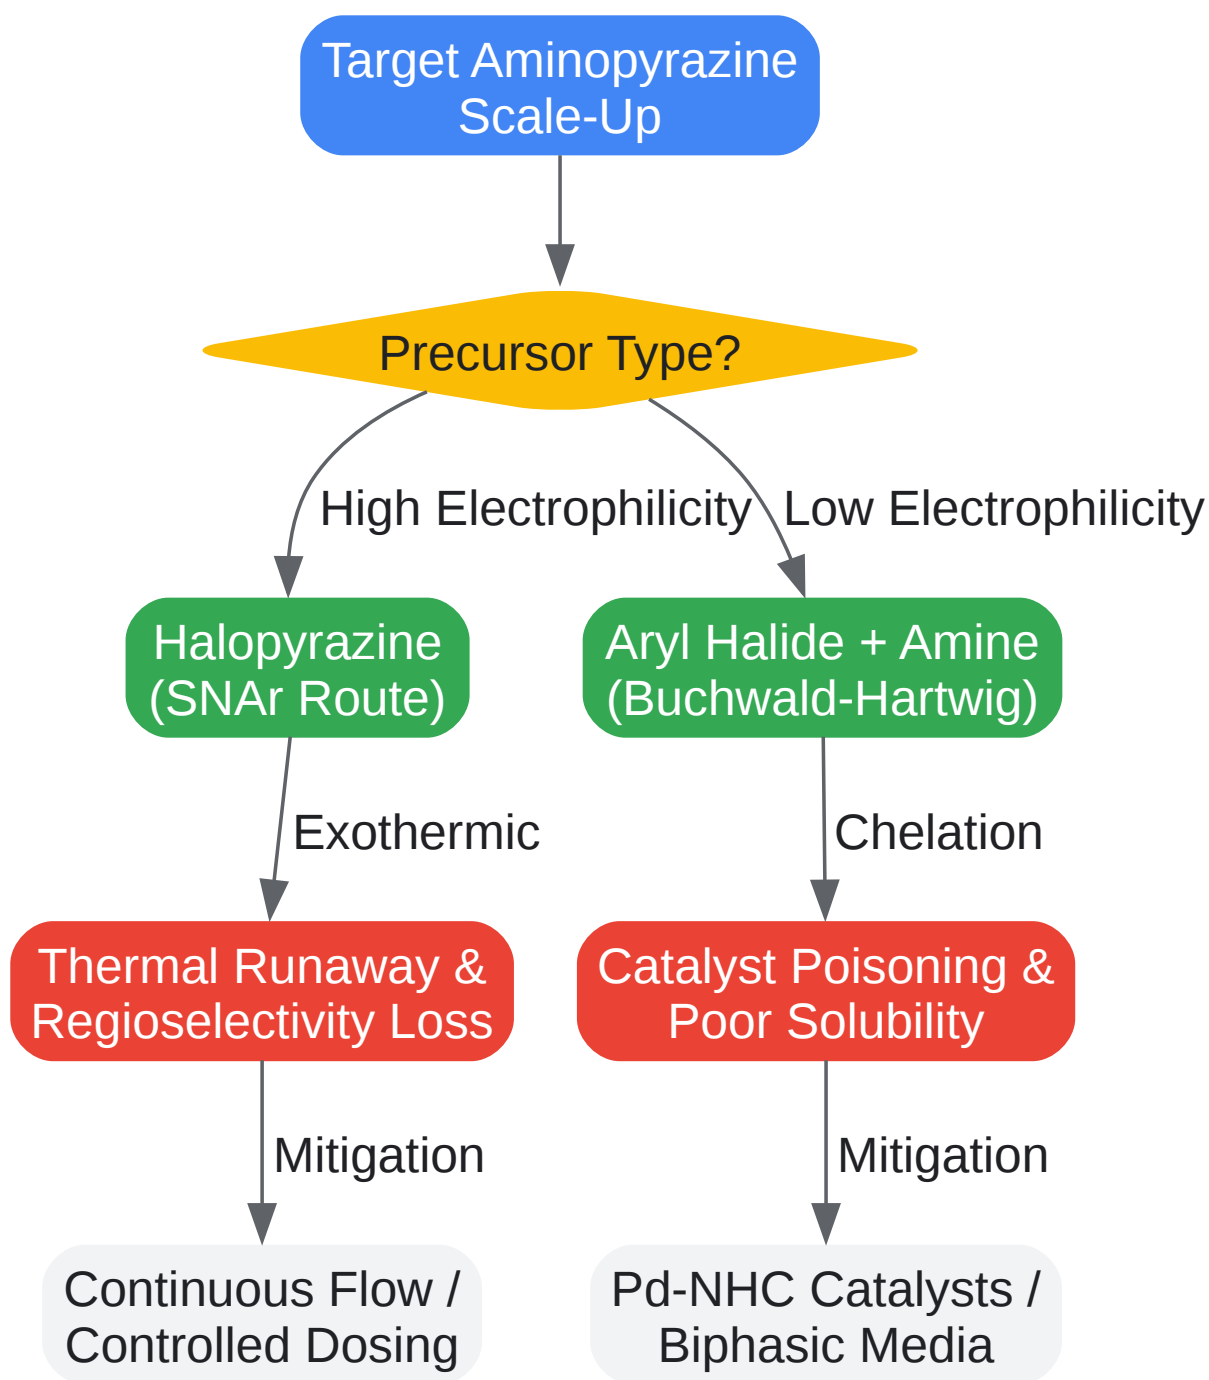 Target Aminopyrazine
Scale-Up
Precursor Type?
High Electrophilicity
Low Electrophilicity
Halopyrazine
(SNAr Route)
Aryl Halide + Amine
(Buchwald-Hartwig)
Exothermic
Chelation
Thermal Runaway &
Regioselectivity Loss
Catalyst Poisoning &
Poor Solubility
Mitigation
Mitigation
Continuous Flow /
Controlled Dosing
Pd-NHC Catalysts /
Biphasic Media